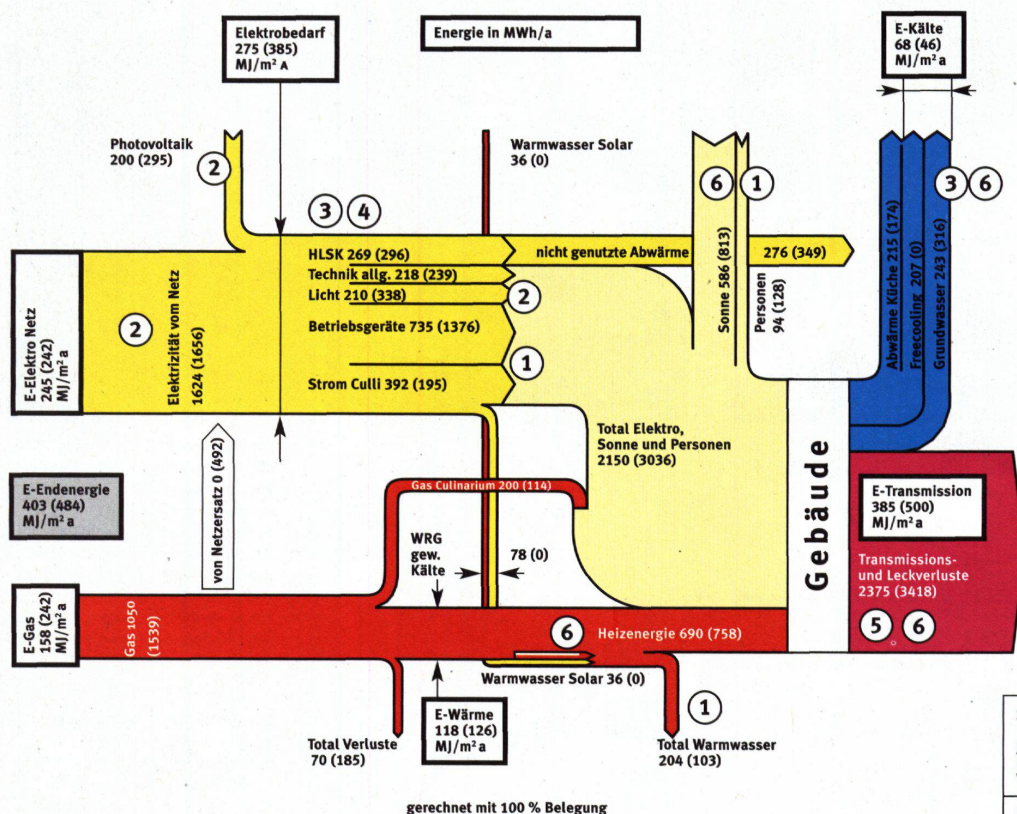 Elektrobedarf
275 (385)
MJ/m² A
Energie in MWh/a
E-Kälte
68 (46)
MJ/m² a
Photovoltaik
200 (295)
2
Warmwasser Solar
36 (0)
6
1
3
6
3
4
HLSK 269 (296)
nicht genutzte Abwärme
276 (349)
Technik allg. 218 (239)
Licht 210 (338)
2
Betriebsgeräte 735 (1376)
1
Strom Culli 392 (195)
Sonne 586 (813)
Personen
94 (128)
Abwärme Küche 215 (174)
Freecooling 207 (0)
Grundwasser 243 (316)
E-Elektro Netz
245 (242)
MJ/m² a
2
Elektrizität vom Netz
1624 (1656)
Total Elektro,
Sonne und Personen
2150 (3036)
von Netzersatz 0 (492)
E-Endenergie
403 (484)
MJ/m² a
Gas Culinarium 200 (114)
WRG
gew.
Kälte
78 (0)
Gebäude
E-Transmission
385 (500)
MJ/m² a
Transmissions-
und Leckverluste
2375 (3418)
5
6
E-Gas
158 (242)
MJ/m² a
Gas 1050
(1539)
6
Heizenergie 690 (758)
Warmwasser Solar 36 (0)
1
E-Wärme
118 (126)
MJ/m² a
Total Verluste
70 (185)
Total Warmwasser
204 (103)
gerechnet mit 100 % Belegung